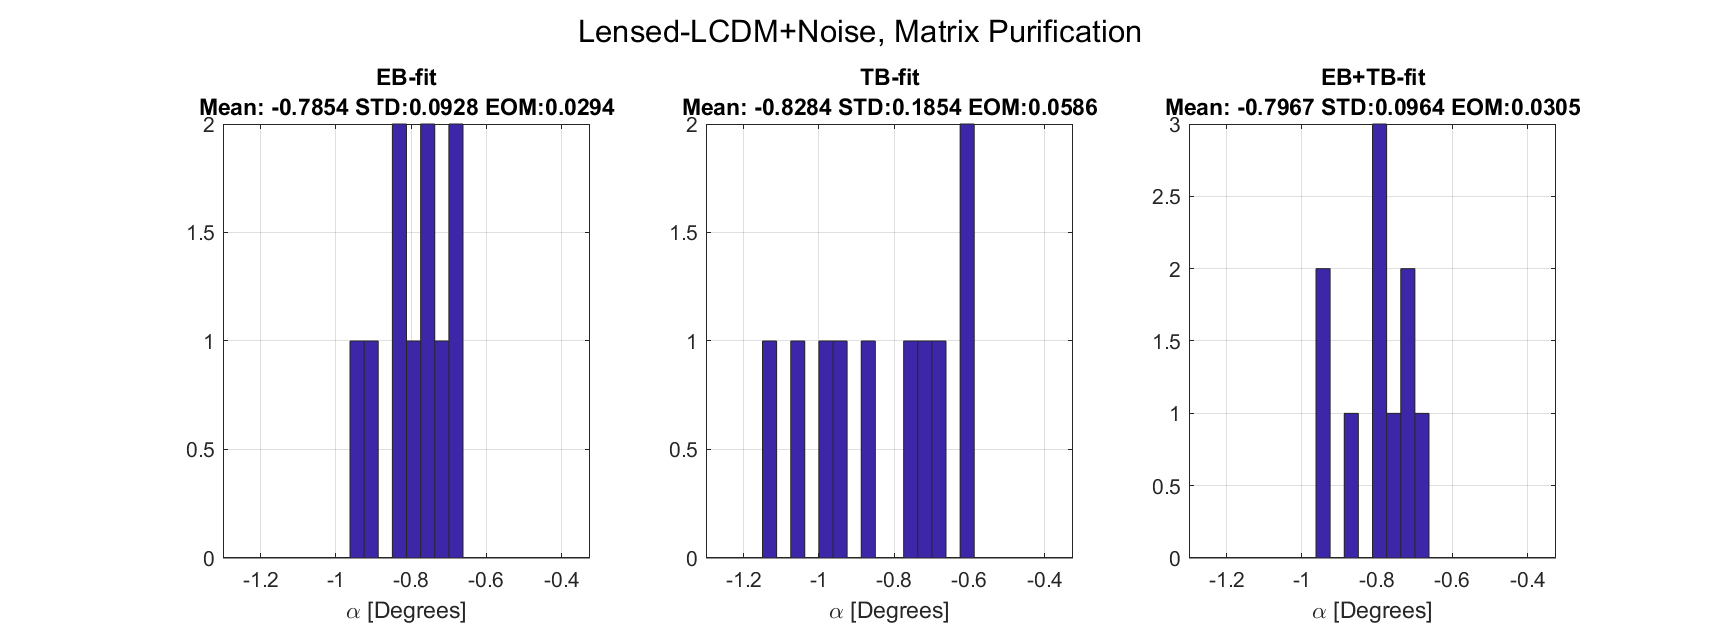 Lensed-LCDM+Noise, Matrix Purification
EB-fit
Mean: -0.7854 STD:0.0928 EOM:0.0294
2
1.5
1
0.5
0
-1.2 -1 -0.8 -0.6 -0.4
α [Degrees]
TB-fit
Mean: -0.8284 STD:0.1854 EOM:0.0586
2
1.5
1
0.5
0
-1.2 -1 -0.8 -0.6 -0.4
α [Degrees]
EB+TB-fit
Mean: -0.7967 STD:0.0964 EOM:0.0305
3
2.5
2
1.5
1
0.5
0
-1.2 -1 -0.8 -0.6 -0.4
α [Degrees]